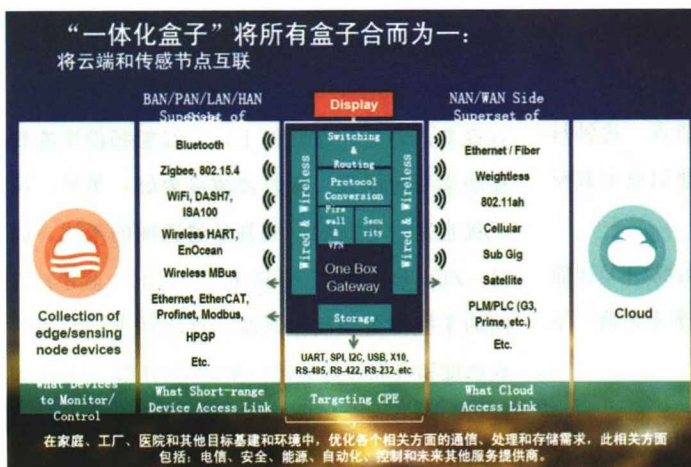 “一体化盒子”将所有盒子合而为一：
将云端和传感节点互联
BAN/PAN/LAN/HAN
Superset of
Bluetooth
Zigbee, 802.15.4
WiFi, DASH7,
ISA100
Wireless HART,
EnOcean
Wireless MBus
Ethernet, EtherCAT,
Profinet, Modbus,
HPGP
Etc.
Display
Switching
&
Routing
Protocol
Conversion
Fire
wall
&
VPN
Secu
rity
Wired & Wireless
Wired & Wireless
One Box
Gateway
Storage
UART, SPI, I2C, USB, X10,
RS-485, RS-422, RS-232, etc.
NAN/WAN Side
Superset of
Ethernet / Fiber
Weightless
802.11ah
Cellular
Sub Gig
Satellite
PLM/PLC (G3,
Prime, etc.)
Etc.
Collection of
edge/sensing
node devices
Cloud
What Devices
to Monitor/
Control
What Short-range
Device Access Link
Targeting CPE
What Cloud
Access Link
在家庭、工厂、医院和其他目标基建和环境中，优化各个相关方面的通信、处理和存储需求，此相关方面
包括：电信、安全、能源、自动化、控制和未来其他服务提供商。